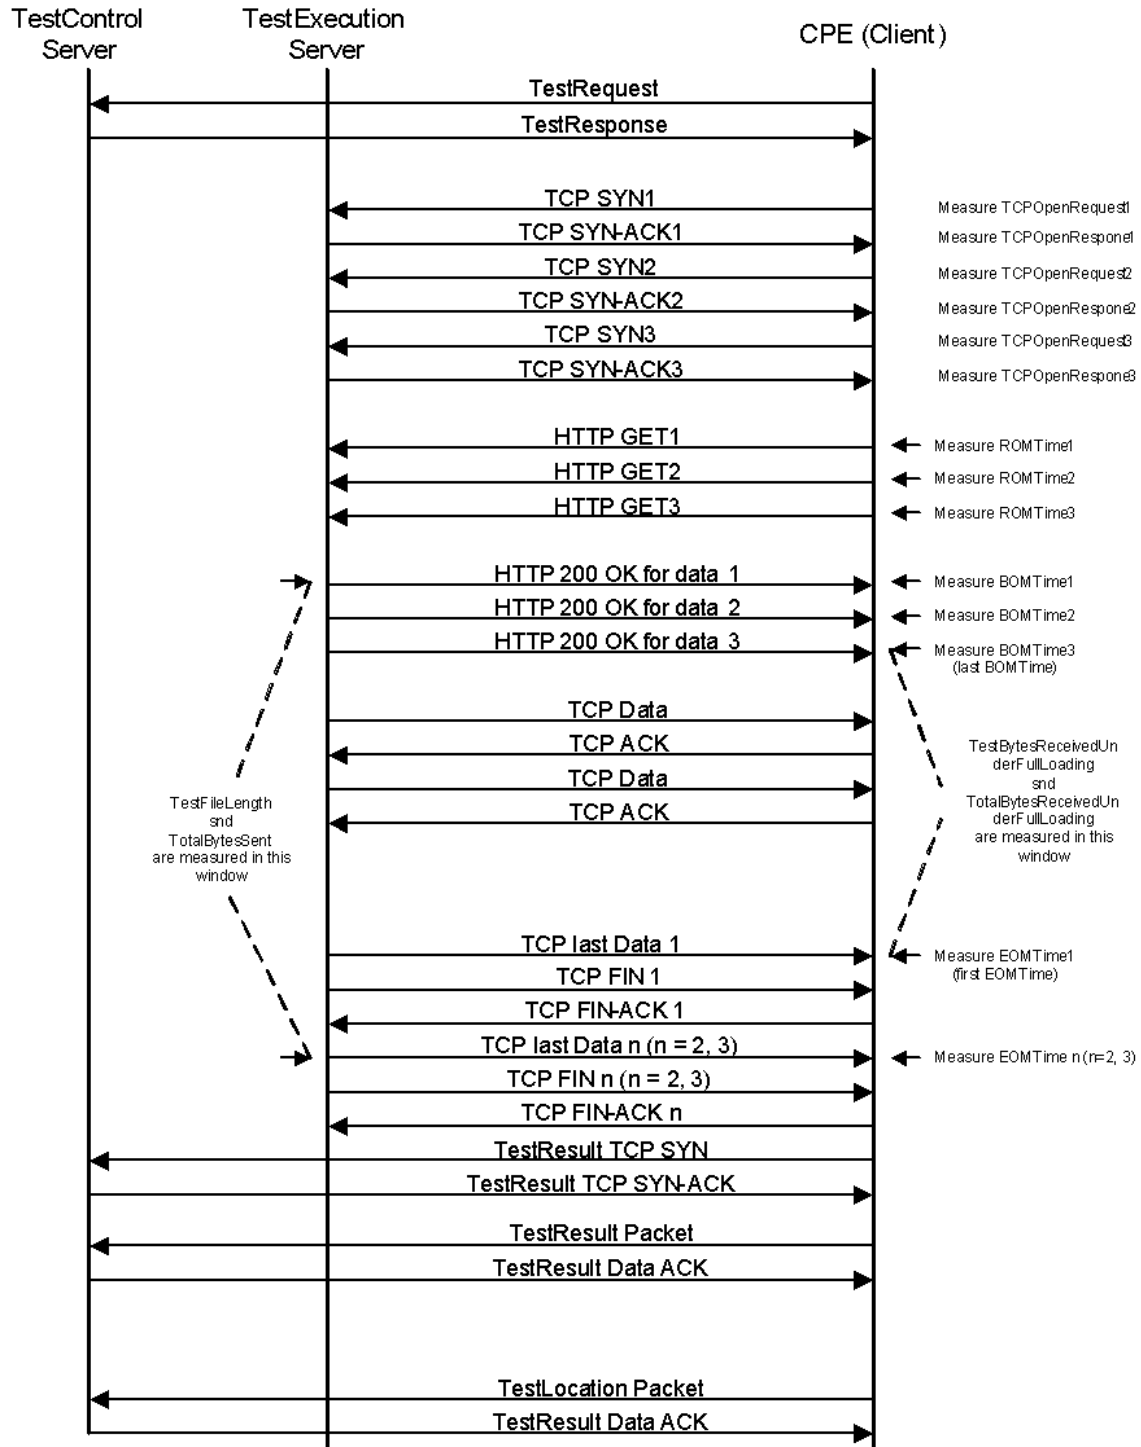 TestControl
Server
TestExecution
Server
CPE (Client)
TestRequest
TestResponse
TCP SYN1
Measure TCPOpenRequest1
TCP SYN-ACK1
Measure TCPOpenRespone1
TCP SYN2
Measure TCPOpenRequest2
TCP SYN-ACK2
Measure TCPOpenRespone2
TCP SYN3
Measure TCPOpenRequest3
TCP SYN-ACK3
Measure TCPOpenRespone3
HTTP GET1
Measure ROMTime1
HTTP GET2
Measure ROMTime2
HTTP GET3
Measure ROMTime3
HTTP 200 OK for data 1
Measure BOMTime1
HTTP 200 OK for data 2
Measure BOMTime2
HTTP 200 OK for data 3
Measure BOMTime3
(last BOMTime)
TCP Data
TCP ACK
TCP Data
TCP ACK
TestFileLength
snd
TotalBytesSent
are measured in this
window
TestBytesReceivedUn
derFullLoading
snd
TotalBytesReceivedUn
derFullLoading
are measured in this
window
TCP last Data 1
Measure EOMTime1
(first EOMTime)
TCP FIN 1
TCP FIN-ACK 1
TCP last Data n (n = 2, 3)
Measure EOMTime n (n=2, 3)
TCP FIN n (n = 2, 3)
TCP FIN-ACK n
TestResult TCP SYN
TestResult TCP SYN-ACK
TestResult Packet
TestResult Data ACK
TestLocation Packet
TestResult Data ACK